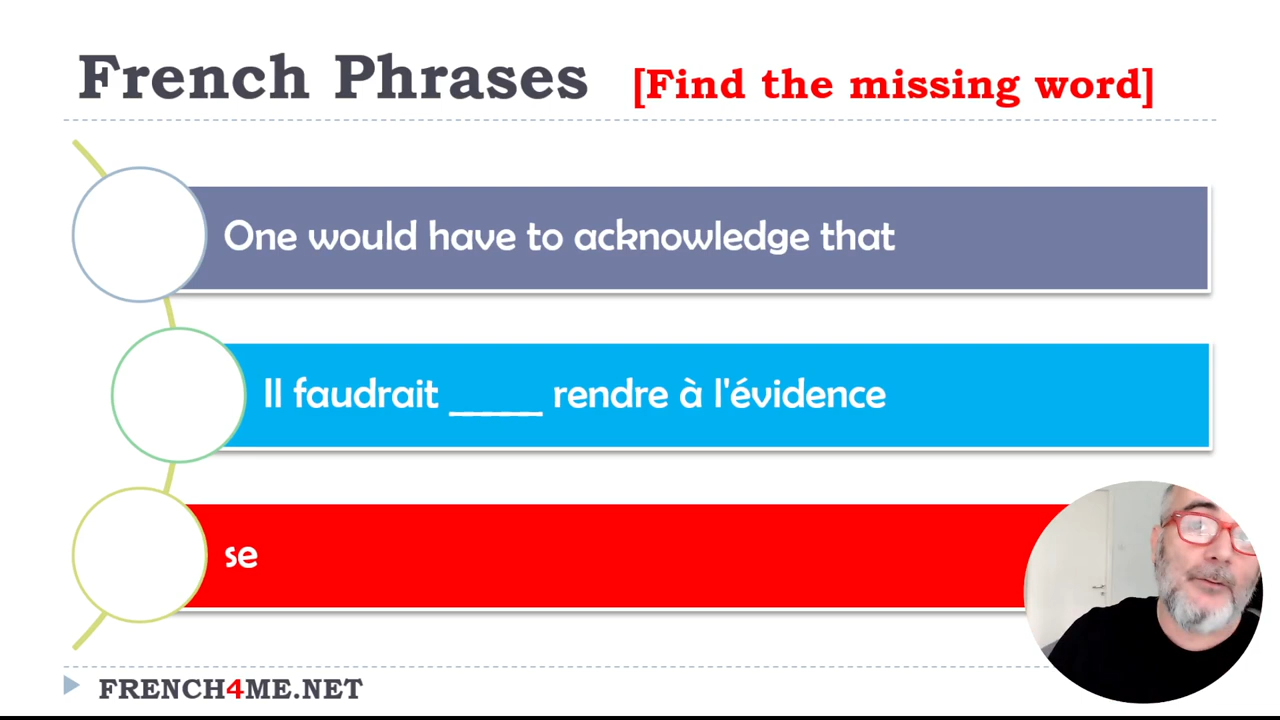 French Phrases [Find the missing word]
One would have to acknowledge that
Il faudrait _____ rendre à l'évidence
se
FRENCH4ME.NET